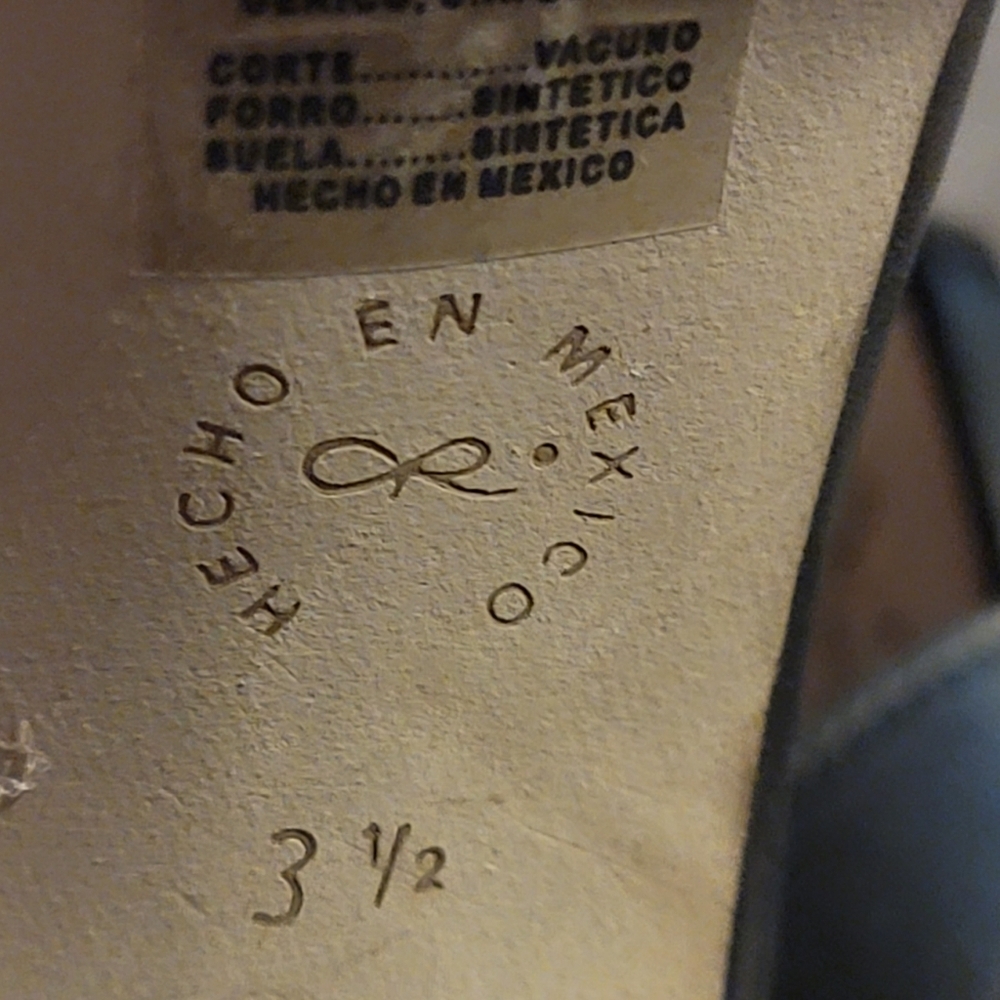 CORTE............VACUNO
FORRO.......SINTETICO
SUELA........SINTETICA
HECHO EN MEXICO
HECHO EN MEXICO
3 1/2